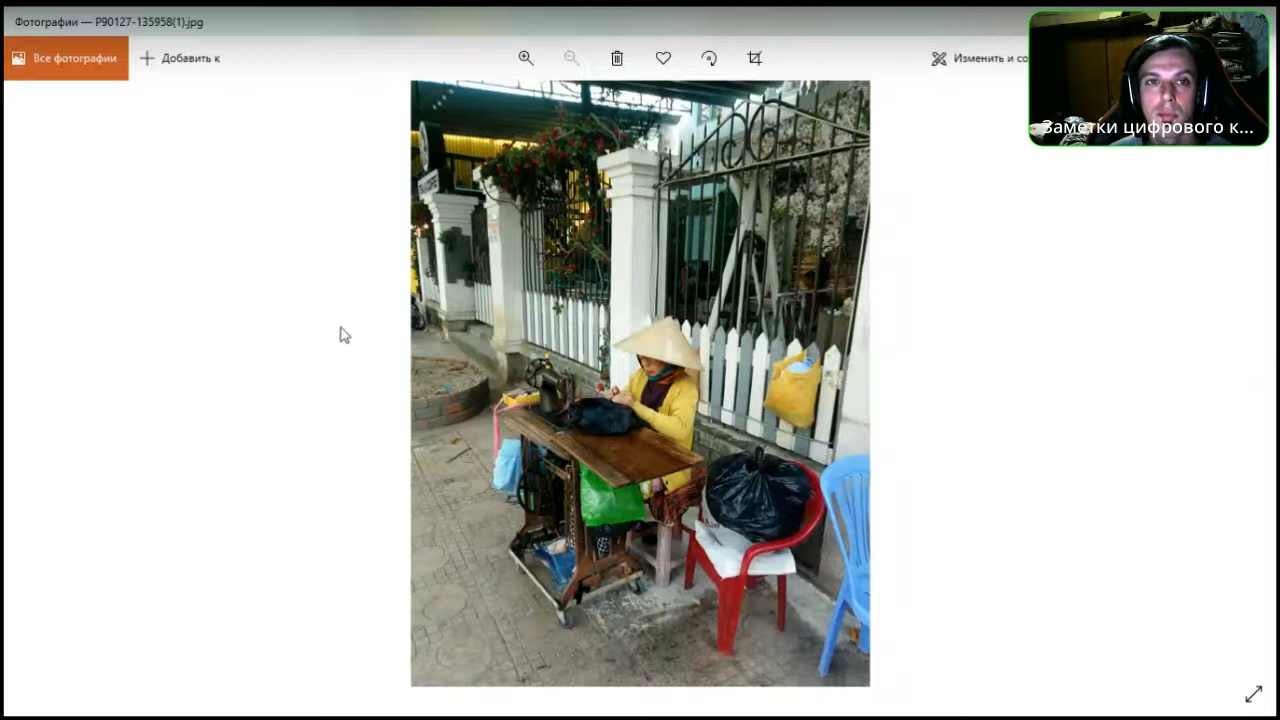 Фотографии — P90127-135958(1).jpg
Все фотографии
Добавить к
Изменить и со
Заметки цифрового к...